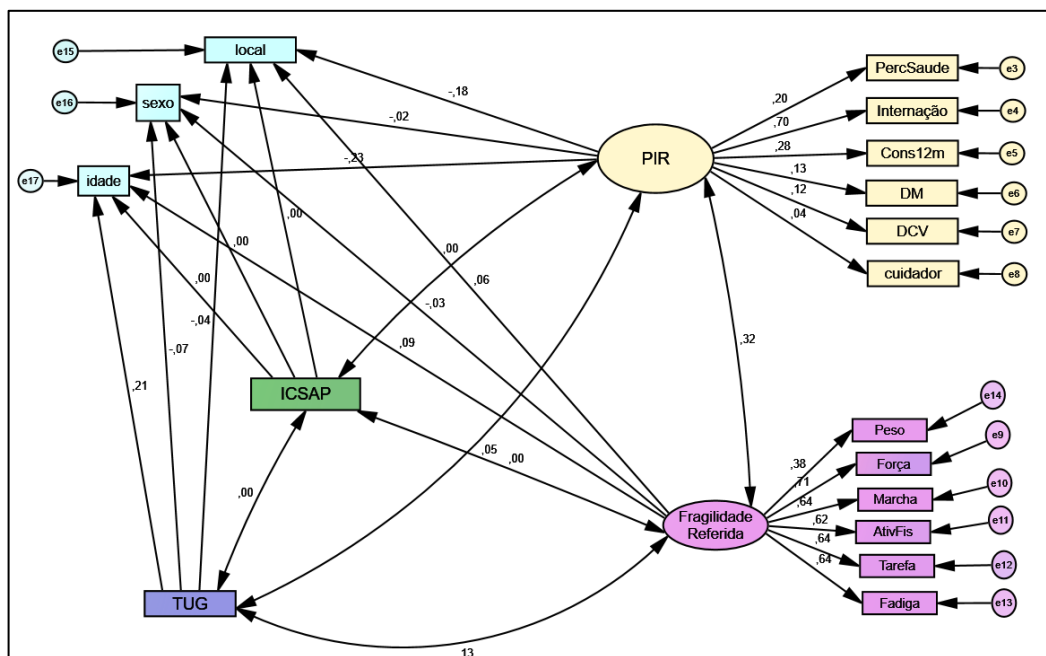 e15
local
e16
sexo
e17
idade
-,18
-,02
-,23
PIR
,20
,70
,28
,13
,12
,04
PercSaude
e3
Internação
e4
Cons12m
e5
DM
e6
DCV
e7
cuidador
e8
,00
,00
,00
,00
,06
-,03
-,04
,09
-,07
,21
,32
ICSAP
,05
,00
,00
Fragilidade
Referida
,38
,71
,64
,62
,64
,64
Peso
e14
Força
e9
Marcha
e10
AtivFis
e11
Tarefa
e12
Fadiga
e13
TUG
13